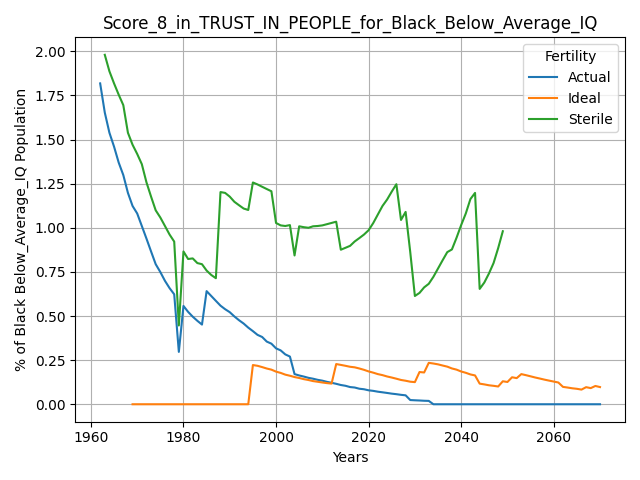 Score_8_in_TRUST_IN_PEOPLE_for_Black_Below_Average_IQ
% of Black Below_Average_IQ Population
2.00
1.75
1.50
1.25
1.00
0.75
0.50
0.25
0.00
Fertility
Actual
Ideal
Sterile
1960 1980 2000 2020 2040 2060
Years